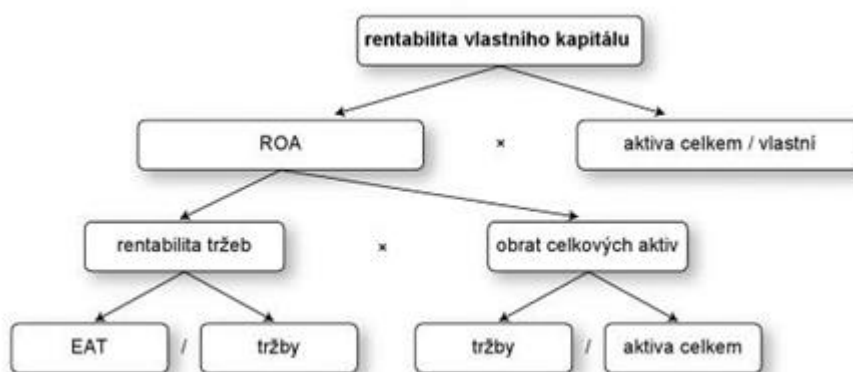 rentabilita vlastního kapitálu
ROA × aktiva celkem / vlastní
rentabilita tržeb × obrat celkových aktiv
EAT / tržby tržby / aktiva celkem